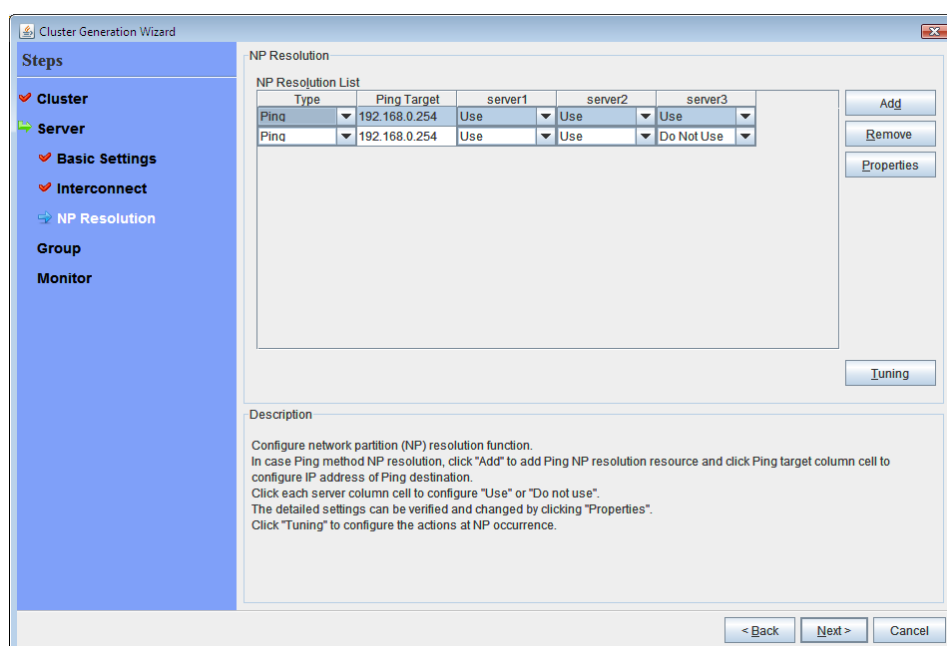 Cluster Generation Wizard
Steps
Cluster
Server
Basic Settings
Interconnect
NP Resolution
Group
Monitor
NP Resolution
NP Resolution List
Type Ping Target server1 server2 server3
Ping 192.168.0.254 Use Use Use
Ping 192.168.0.254 Use Use Do Not Use
Add
Remove
Properties
Tuning
Description
Configure network partition (NP) resolution function.
In case Ping method NP resolution, click "Add" to add Ping NP resolution resource and click Ping target column cell to
configure IP address of Ping destination.
Click each server column cell to configure "Use" or "Do not use".
The detailed settings can be verified and changed by clicking "Properties".
Click "Tuning" to configure the actions at NP occurrence.
< Back Next > Cancel